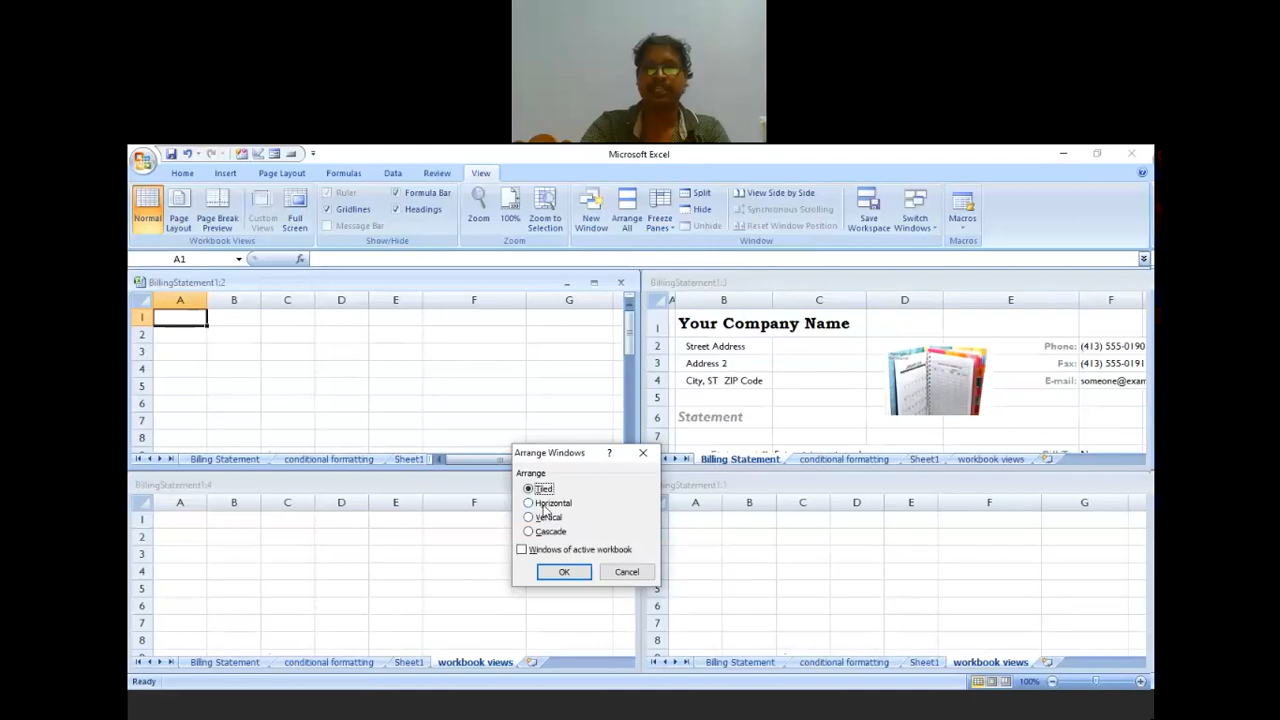 Microsoft Excel
Home Insert Page Layout Formulas Data Review View
Normal Page Layout Page Break Preview Custom Views Full Screen
Workbook Views
Ruler Formula Bar
Gridlines Headings
Message Bar
Show/Hide
Zoom 100% Zoom to Selection
Zoom
New Window Arrange All Freeze Panes
Split View Side by Side
Hide Synchronous Scrolling
Unhide Reset Window Position
Save Workspace Switch Windows
Window
Macros
Macros
A1 fx
BillingStatement1:2
A B C D E F G
1
2
3
4
5
6
7
8
Billing Statement conditional formatting Sheet1
BillingStatement1:3
A B C D E F
1 Your Company Name
2 Street Address Phone: (413) 555-0190
3 Address 2 Fax: (413) 555-0191
4 City, ST ZIP Code E-mail: someone@exam
6 Statement
7
Billing Statement conditional formatting Sheet1 workbook views
Arrange Windows ?
Arrange
Tiled
Horizontal
Vertical
Cascade
Windows of active workbook
OK Cancel
BillingStatement1:4
A B C D E F
1
2
3
4
5
6
7
8
Billing Statement conditional formatting Sheet1 workbook views
A B C D E F G
5
6
7
8
Billing Statement conditional formatting Sheet1 workbook views
Ready 100%